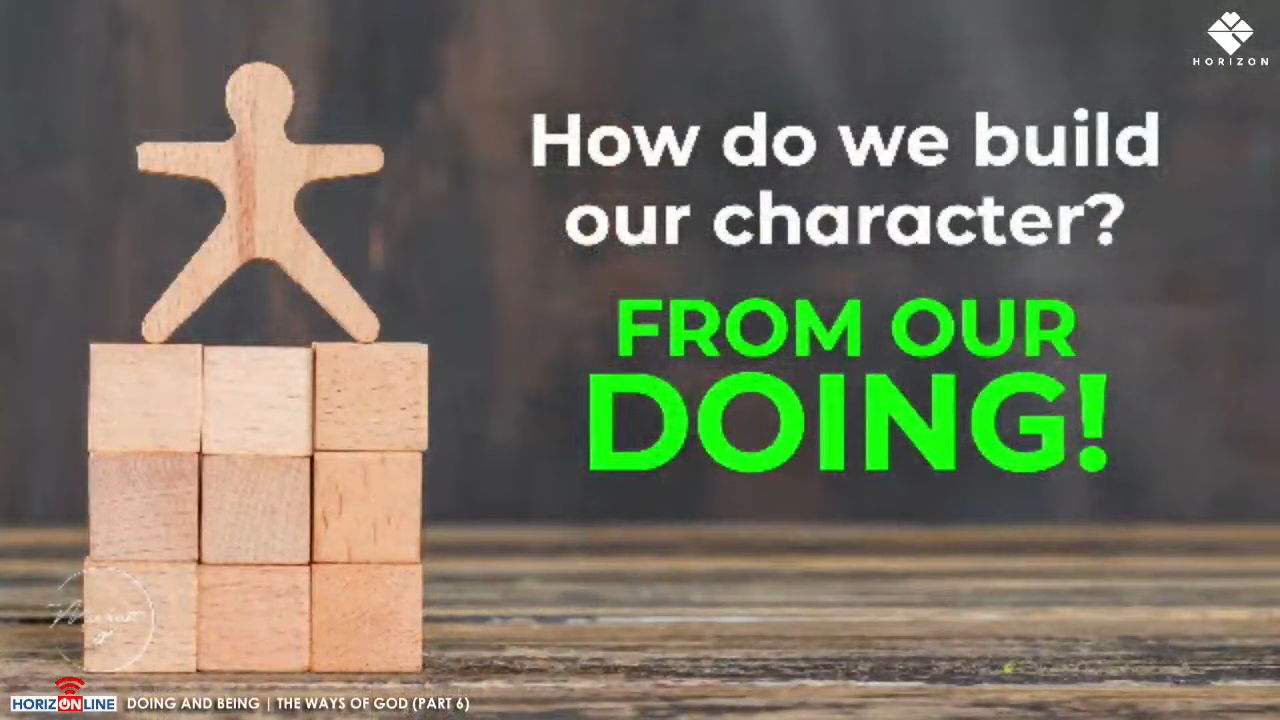 HORIZON
How do we build
our character?
FROM OUR
DOING!
HORIZONLINE DOING AND BEING | THE WAYS OF GOD (PART 6)